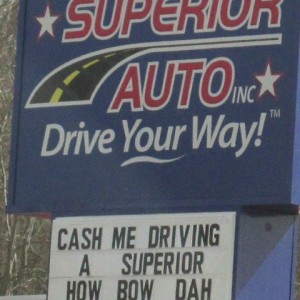 SUPERIOR
AUTO INC
Drive Your Way! TM
CASH ME DRIVING
A SUPERIOR
HOW BOW DAH